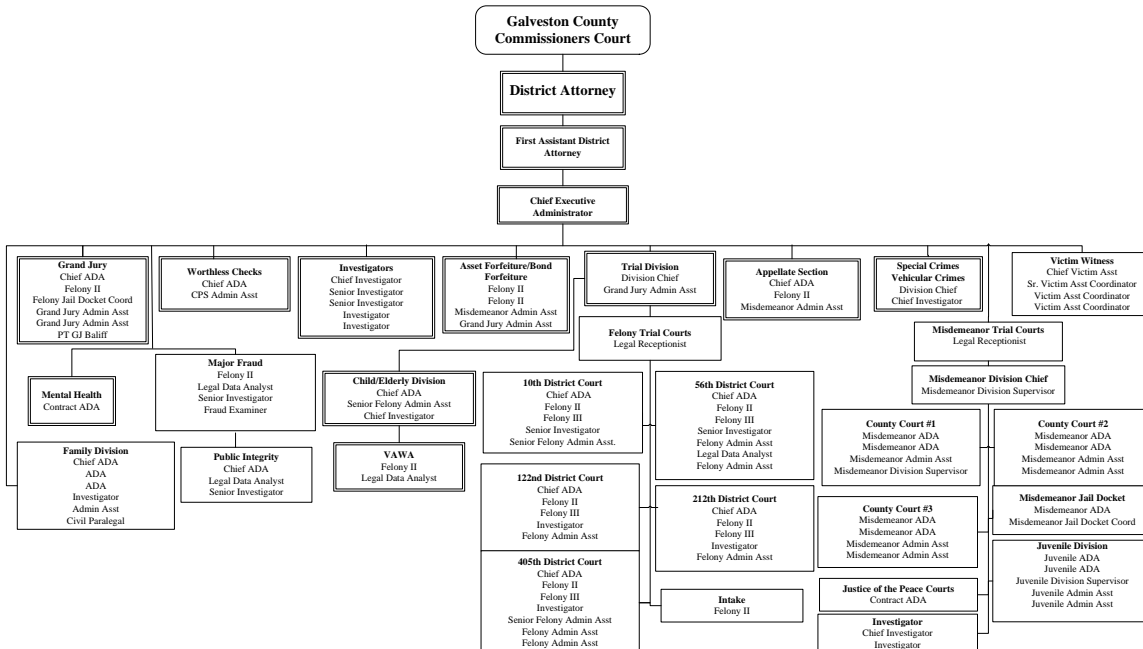 Galveston County
Commissioners Court
District Attorney
First Assistant District
Attorney
Chief Executive
Administrator
Grand Jury
Chief ADA
Felony II
Felony Jail Docket Coord
Grand Jury Admin Asst
Grand Jury Admin Asst
PT GJ Baliff
Worthless Checks
Chief ADA
CPS Admin Asst
Investigators
Chief Investigator
Senior Investigator
Senior Investigator
Investigator
Investigator
Asset Forfeiture/Bond
Forfeiture
Felony II
Felony II
Misdemeanor Admin Asst
Grand Jury Admin Asst
Trial Division
Division Chief
Grand Jury Admin Asst
Appellate Section
Chief ADA
Felony II
Misdemeanor Admin Asst
Special Crimes
Vehicular Crimes
Division Chief
Chief Investigator
Victim Witness
Chief Victim Asst
Sr. Victim Asst Coordinator
Victim Asst Coordinator
Victim Asst Coordinator
Felony Trial Courts
Legal Receptionist
Misdemeanor Trial Courts
Legal Receptionist
Mental Health
Contract ADA
Major Fraud
Felony II
Legal Data Analyst
Senior Investigator
Fraud Examiner
Child/Elderly Division
Chief ADA
Senior Felony Admin Asst
Chief Investigator
10th District Court
Chief ADA
Felony II
Felony III
Senior Investigator
Senior Felony Admin Asst.
56th District Court
Chief ADA
Felony II
Felony III
Senior Investigator
Felony Admin Asst
Legal Data Analyst
Felony Admin Asst
Misdemeanor Division Chief
Misdemeanor Division Supervisor
County Court #1
Misdemeanor ADA
Misdemeanor ADA
Misdemeanor Admin Asst
Misdemeanor Division Supervisor
County Court #2
Misdemeanor ADA
Misdemeanor ADA
Misdemeanor Admin Asst
Misdemeanor Admin Asst
Family Division
Chief ADA
ADA
ADA
Investigator
Admin Asst
Civil Paralegal
Public Integrity
Chief ADA
Legal Data Analyst
Senior Investigator
VAWA
Felony II
Legal Data Analyst
122nd District Court
Chief ADA
Felony II
Felony III
Investigator
Felony Admin Asst
212th District Court
Chief ADA
Felony II
Felony III
Investigator
Felony Admin Asst
County Court #3
Misdemeanor ADA
Misdemeanor ADA
Misdemeanor Admin Asst
Misdemeanor Admin Asst
Misdemeanor Jail Docket
Misdemeanor ADA
Misdemeanor Jail Docket Coord
405th District Court
Chief ADA
Felony II
Felony III
Investigator
Senior Felony Admin Asst
Felony Admin Asst
Felony Admin Asst
Intake
Felony II
Justice of the Peace Courts
Contract ADA
Juvenile Division
Juvenile ADA
Juvenile ADA
Juvenile Division Supervisor
Juvenile Admin Asst
Juvenile Admin Asst
Investigator
Chief Investigator
Investigator